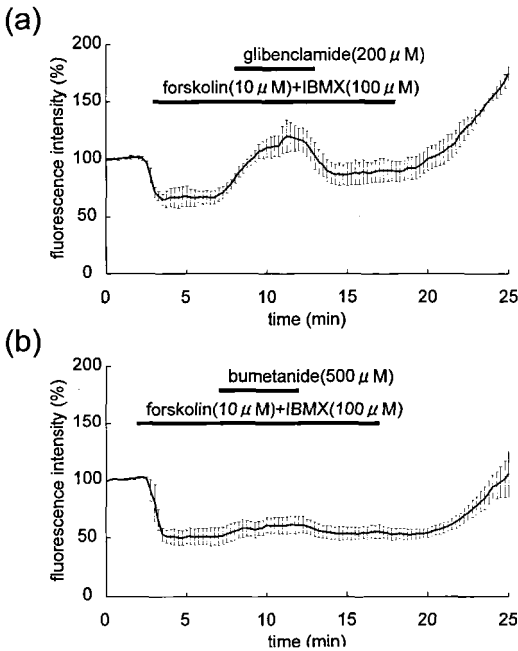 (a)
200
glibenclamide(200 μ M)
forskolin(10 μ M)+IBMX(100 μ M)
150
100
50
0
fluorescence intensity (%)
0 5 10 15 20 25
time (min)
(b)
200
bumetanide(500 μ M)
forskolin(10 μ M)+IBMX(100 μ M)
150
100
50
0
fluorescence intensity (%)
0 5 10 15 20 25
time (min)